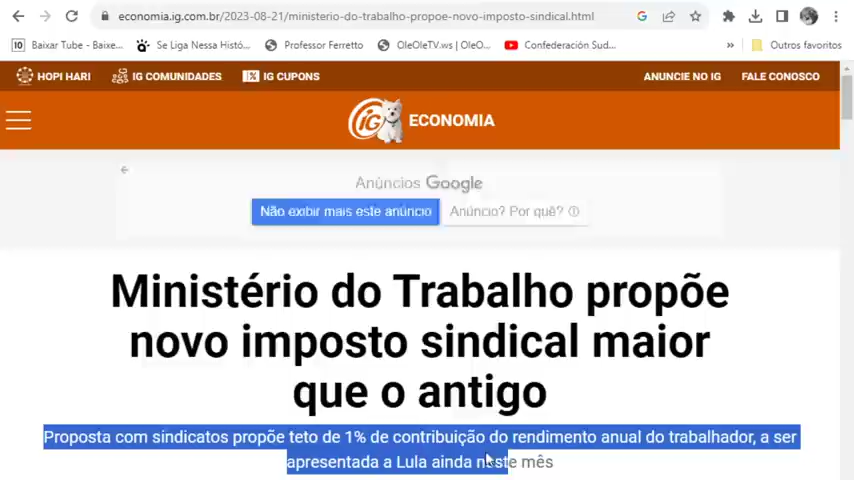 economia.ig.com.br/2023-08-21/ministerio-do-trabalho-propoe-novo-imposto-sindical.html
Baixar Tube - Baixe... Se Liga Nessa Histó... Professor Ferretto OleOleTV.ws | OleO... Confederación Sud... » Outros favoritos
HOPI HARI IG COMUNIDADES IG CUPONS ANUNCIE NO IG FALE CONOSCO
iG ECONOMIA
Anúncios Google
Não exibir mais este anúncio Anúncio? Por quê?
Ministério do Trabalho propõe
novo imposto sindical maior
que o antigo
Proposta com sindicatos propõe teto de 1% de contribuição do rendimento anual do trabalhador, a ser
apresentada a Lula ainda neste mês